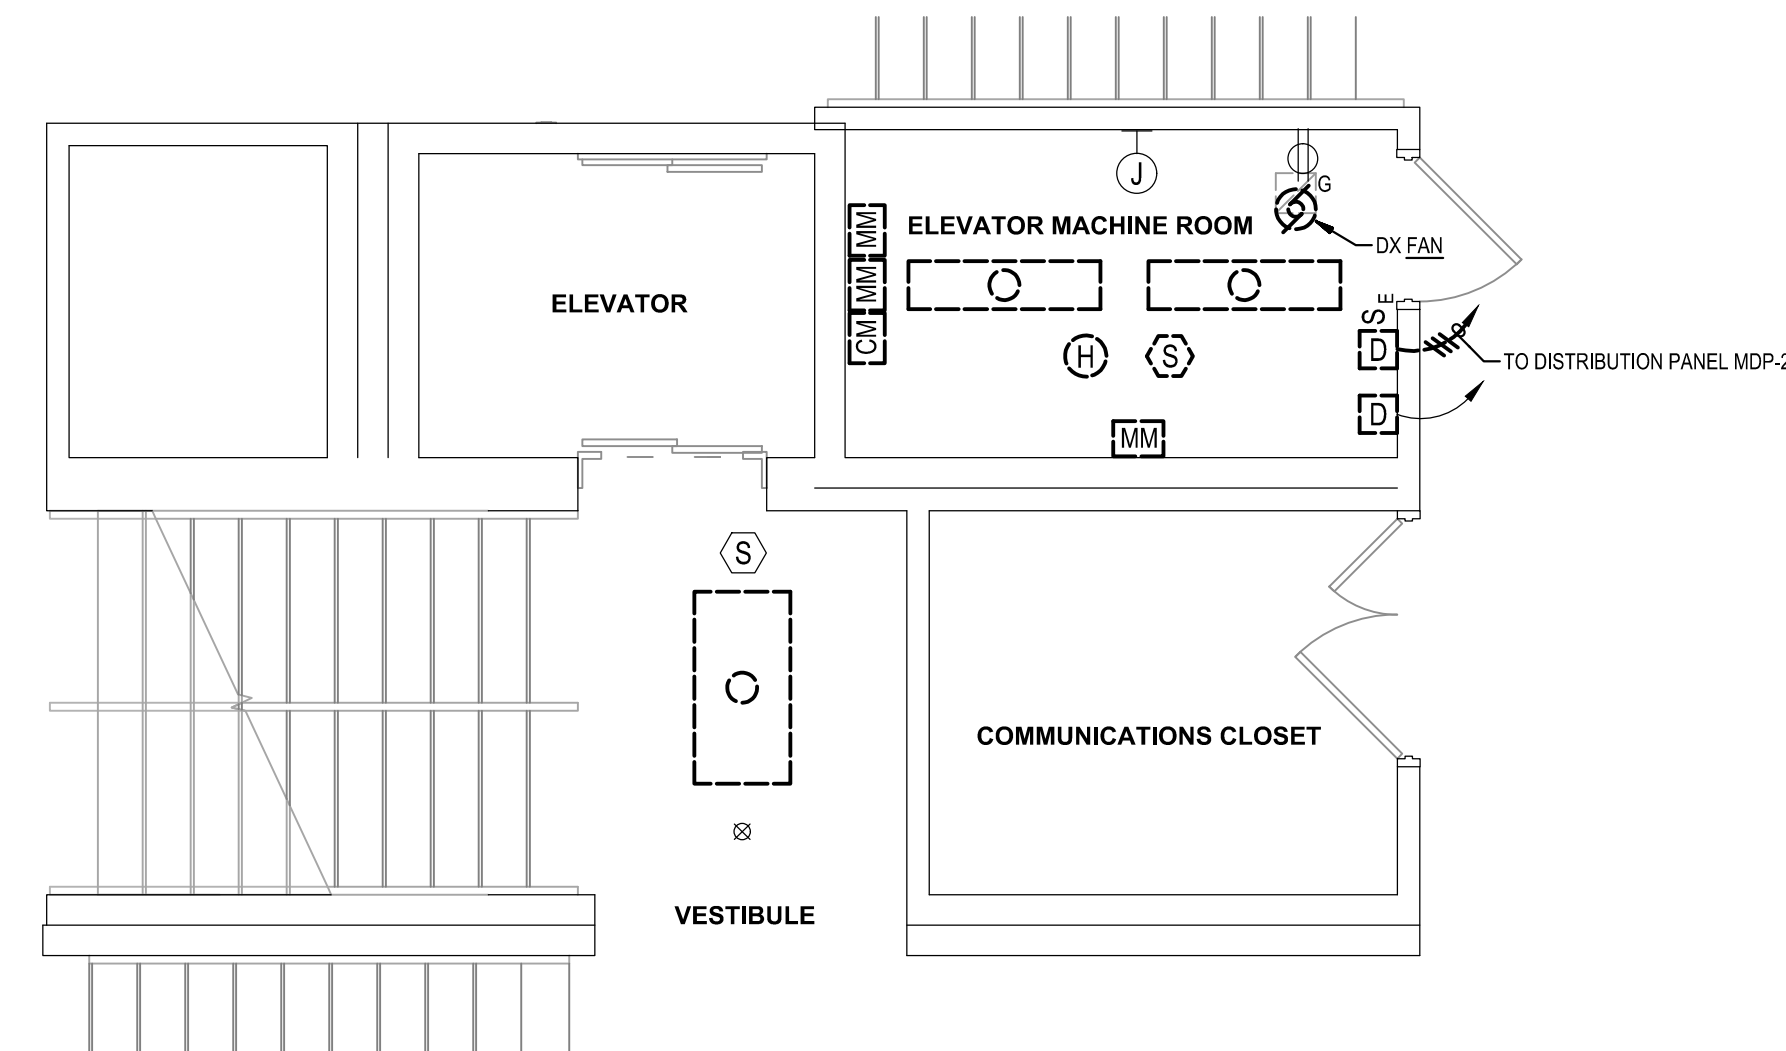 J
G
ELEVATOR MACHINE ROOM
MM
DX FAN
MM
ELEVATOR
E
S
CM
H
S
D
TO DISTRIBUTION PANEL MDP-2
D
MM
S
COMMUNICATIONS CLOSET
VESTIBULE